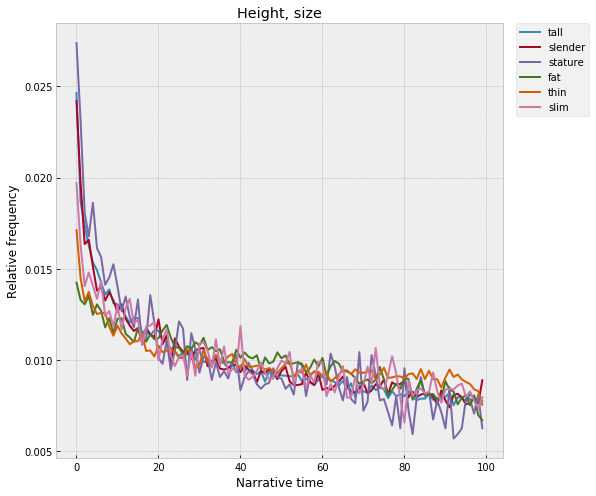 Height, size
tall
slender
stature
fat
thin
slim
0.025
0.020
0.015
0.010
0.005
Relative frequency
0 20 40 60 80 100
Narrative time